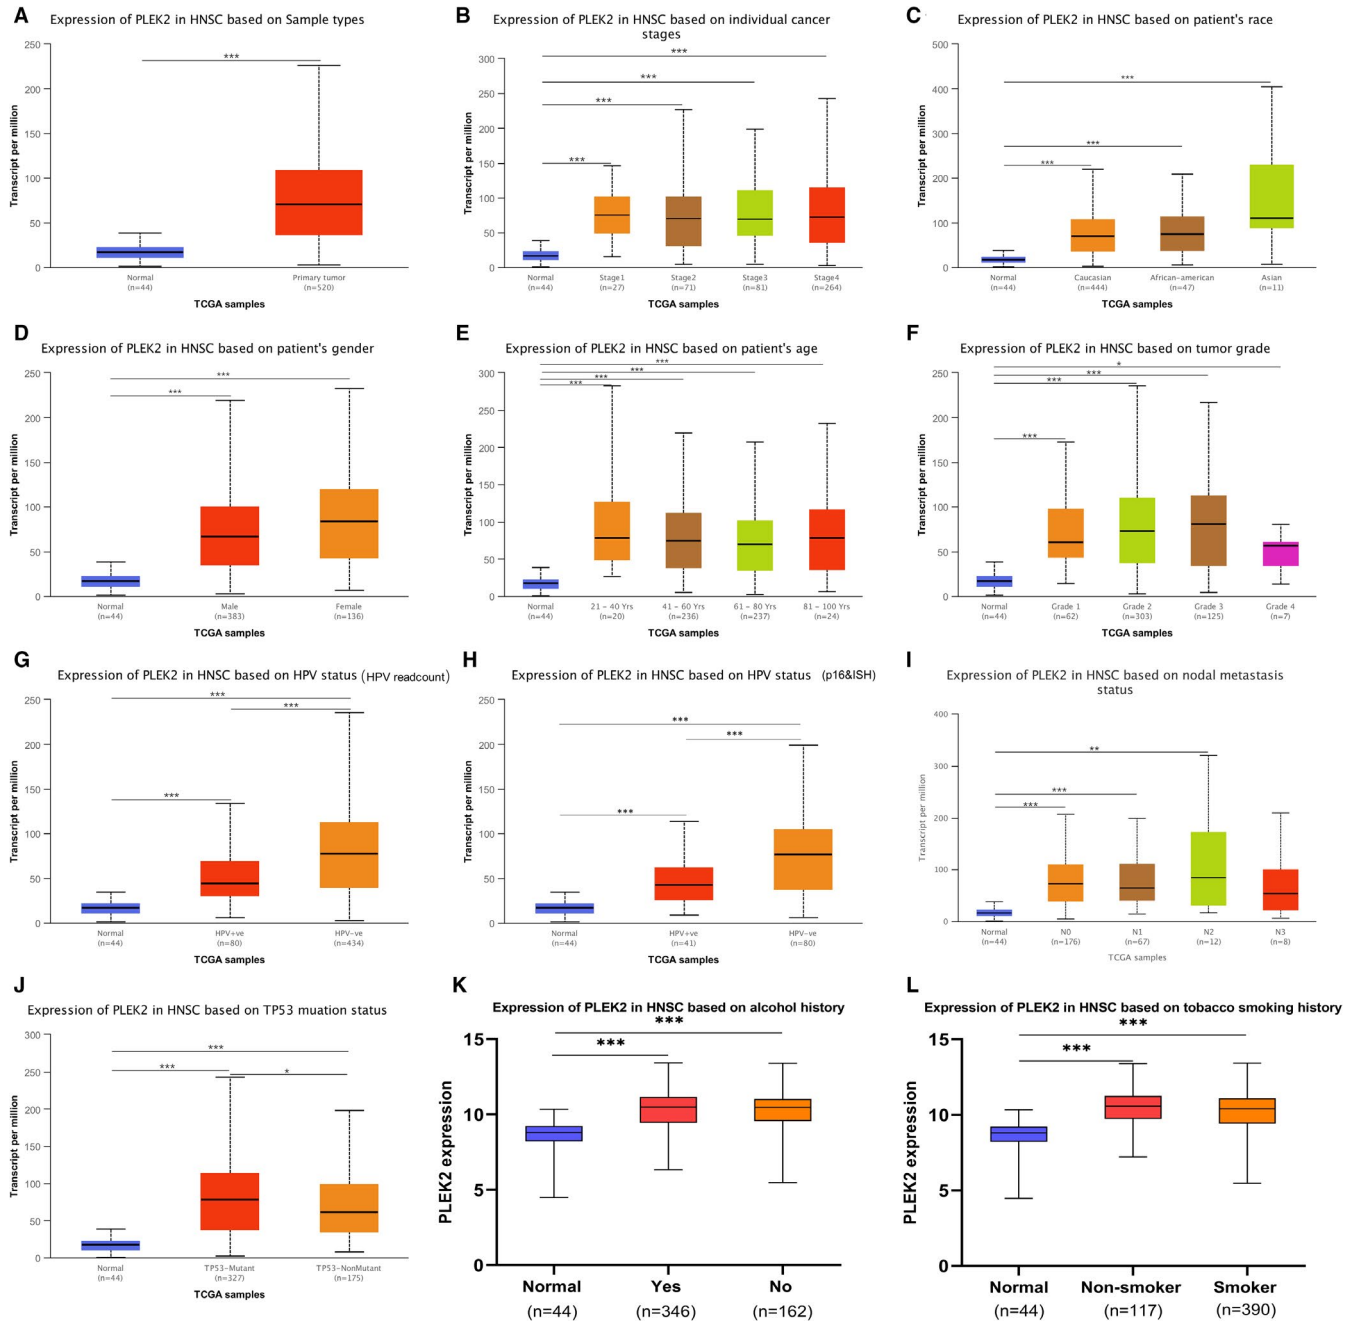 A
Expression of PLEK2 in HNSC based on Sample types
***
250
200
150
100
50
0
Transcript per million
Normal
(n=44)
Primary tumor
(n=520)
TCGA samples
B
Expression of PLEK2 in HNSC based on individual cancer
stages
***
***
***
***
300
250
200
150
100
50
0
Transcript per million
Normal
(n=44)
Stage1
(n=27)
Stage2
(n=71)
Stage3
(n=81)
Stage4
(n=264)
TCGA samples
C
Expression of PLEK2 in HNSC based on patient's race
***
***
***
500
400
300
200
100
0
Transcript per million
Normal
(n=44)
Caucasian
(n=444)
African-american
(n=47)
Asian
(n=11)
TCGA samples
D
Expression of PLEK2 in HNSC based on patient's gender
***
***
250
200
150
100
50
0
Transcript per million
Normal
(n=44)
Male
(n=383)
Female
(n=136)
TCGA samples
E
Expression of PLEK2 in HNSC based on patient's age
***
***
***
***
300
250
200
150
100
50
0
Transcript per million
Normal
(n=44)
21 - 40 Yrs
(n=20)
41 - 60 Yrs
(n=236)
61 - 80 Yrs
(n=237)
81 - 100 Yrs
(n=24)
TCGA samples
F
Expression of PLEK2 in HNSC based on tumor grade
*
***
***
***
250
200
150
100
50
0
Transcript per million
Normal
(n=44)
Grade 1
(n=62)
Grade 2
(n=303)
Grade 3
(n=125)
Grade 4
(n=7)
TCGA samples
G
Expression of PLEK2 in HNSC based on HPV status (HPV readcount)
***
***
***
250
200
150
100
50
0
Transcript per million
Normal
(n=44)
HPV+ve
(n=80)
HPV-ve
(n=434)
TCGA samples
H
Expression of PLEK2 in HNSC based on HPV status (p16&ISH)
***
***
***
250
200
150
100
50
0
Transcript per million
Normal
(n=44)
HPV+ve
(n=41)
HPV-ve
(n=80)
TCGA samples
I
Expression of PLEK2 in HNSC based on nodal metastasis
status
**
***
***
400
300
200
100
0
Transcript per million
Normal
(n=44)
N0
(n=176)
N1
(n=67)
N2
(n=12)
N3
(n=8)
TCGA samples
J
Expression of PLEK2 in HNSC based on TP53 muation status
***
***
*
300
250
200
150
100
50
0
Transcript per million
Normal
(n=44)
TP53-Mutant
(n=327)
TP53-NonMutant
(n=175)
TCGA samples
K
Expression of PLEK2 in HNSC based on alcohol history
***
***
15
10
5
0
PLEK2 expression
Normal
(n=44)
Yes
(n=346)
No
(n=162)
L
Expression of PLEK2 in HNSC based on tobacco smoking history
***
***
15
10
5
0
PLEK2 expression
Normal
(n=44)
Non-smoker
(n=117)
Smoker
(n=390)